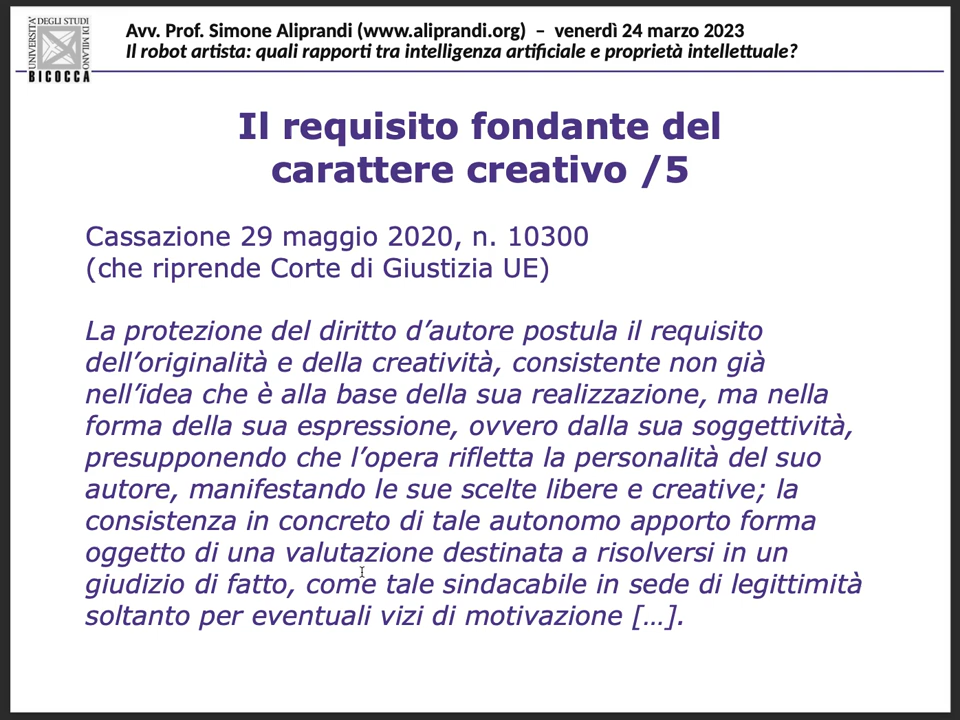 UNIVERSITÀ DEGLI STUDI DI MILANO
BICOCCA
Avv. Prof. Simone Aliprandi (www.aliprandi.org) – venerdì 24 marzo 2023
Il robot artista: quali rapporti tra intelligenza artificiale e proprietà intellettuale?
Il requisito fondante del
carattere creativo /5
Cassazione 29 maggio 2020, n. 10300
(che riprende Corte di Giustizia UE)
La protezione del diritto d’autore postula il requisito
dell’originalità e della creatività, consistente non già
nell’idea che è alla base della sua realizzazione, ma nella
forma della sua espressione, ovvero dalla sua soggettività,
presupponendo che l’opera rifletta la personalità del suo
autore, manifestando le sue scelte libere e creative; la
consistenza in concreto di tale autonomo apporto forma
oggetto di una valutazione destinata a risolversi in un
giudizio di fatto, come tale sindacabile in sede di legittimità
soltanto per eventuali vizi di motivazione […].